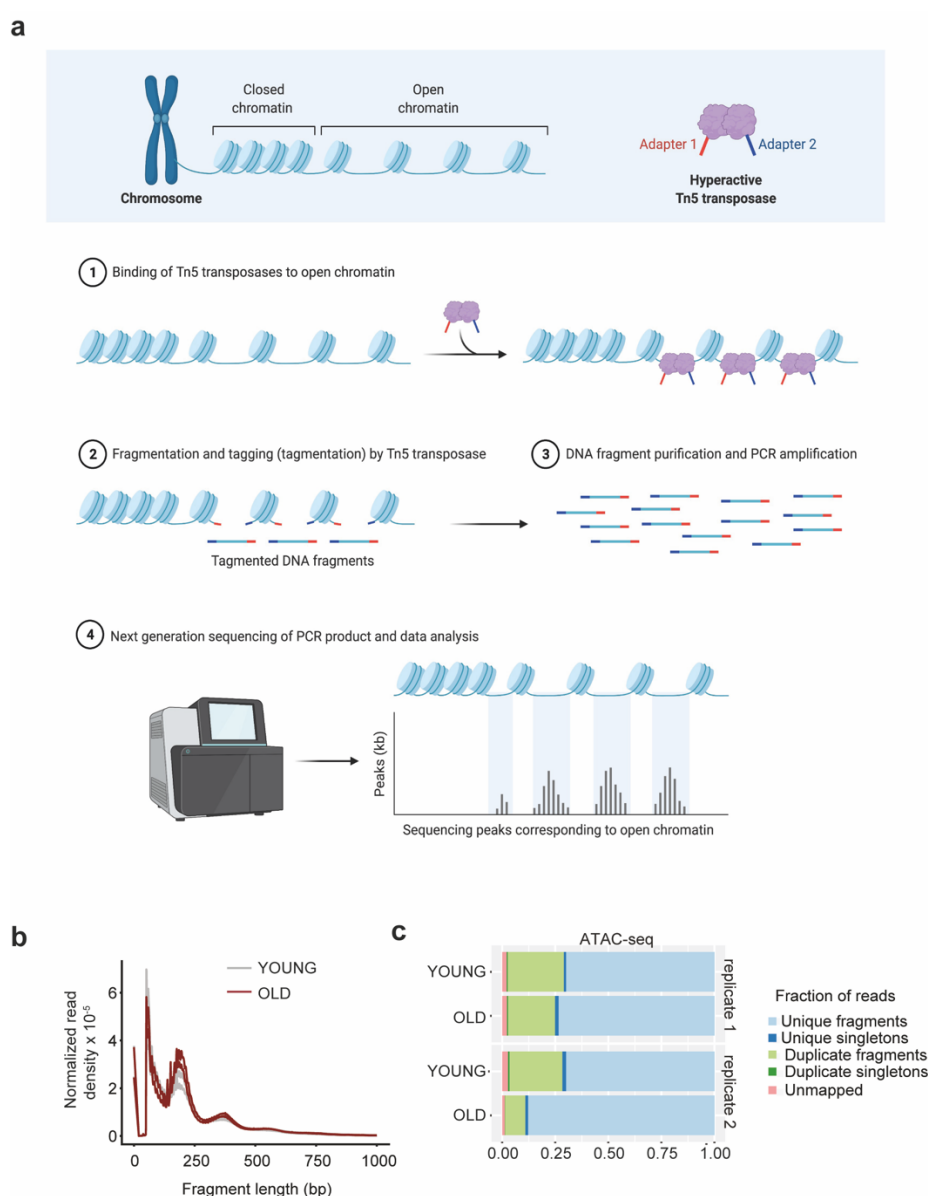 a
Closed
chromatin
Open
chromatin
Adapter 1
Adapter 2
Chromosome
Hyperactive
Tn5 transposase
1 Binding of Tn5 transposases to open chromatin
2 Fragmentation and tagging (tagmentation) by Tn5 transposase
3 DNA fragment purification and PCR amplification
Tagmented DNA fragments
4 Next generation sequencing of PCR product and data analysis
Peaks (kb)
Sequencing peaks corresponding to open chromatin
b
YOUNG
OLD
Normalized read
density x 10-5
6
4
2
0
0 250 500 750 1000
Fragment length (bp)
c
ATAC-seq
YOUNG
OLD
replicate 1
YOUNG
OLD
replicate 2
0.00 0.25 0.50 0.75 1.00
Fraction of reads
Unique fragments
Unique singletons
Duplicate fragments
Duplicate singletons
Unmapped